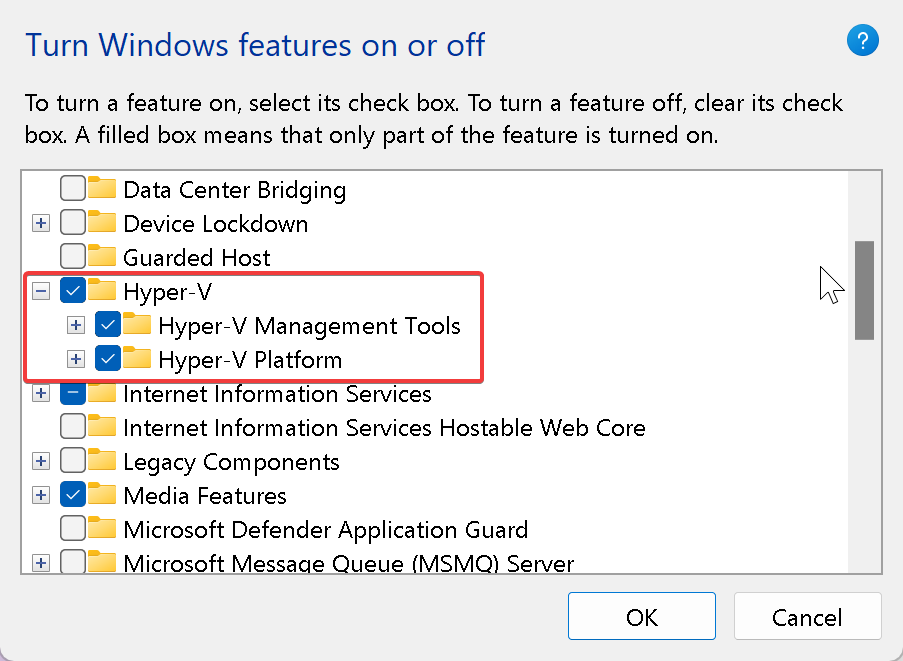 Turn Windows features on or off
?
To turn a feature on, select its check box. To turn a feature off, clear its check
box. A filled box means that only part of the feature is turned on.
Data Center Bridging
Device Lockdown
Guarded Host
Hyper-V
Hyper-V Management Tools
Hyper-V Platform
Internet Information Services
Internet Information Services Hostable Web Core
Legacy Components
Media Features
Microsoft Defender Application Guard
Microsoft Message Queue (MSMQ) Server
OK
Cancel